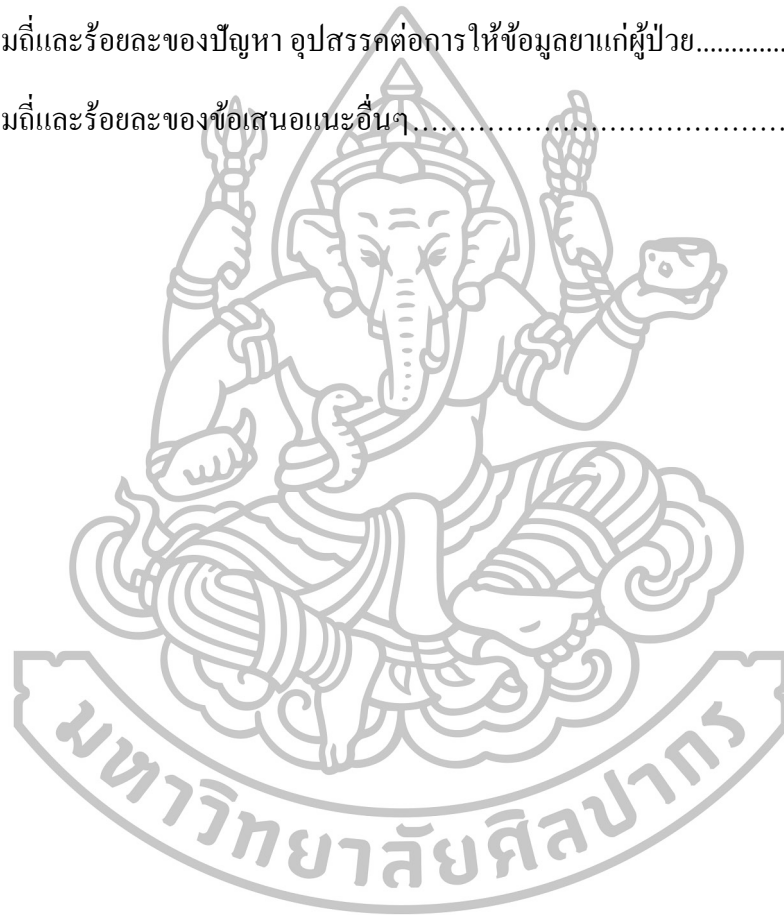 มถี่และร้อยละของปัญหา อุปสรรคต่อการให้ข้อมูลยาแก่ผู้ป่วย.............
มถี่และร้อยละของข้อเสนอแนะอื่นๆ..........................................
มหาวิทยาลัยศิลปากร